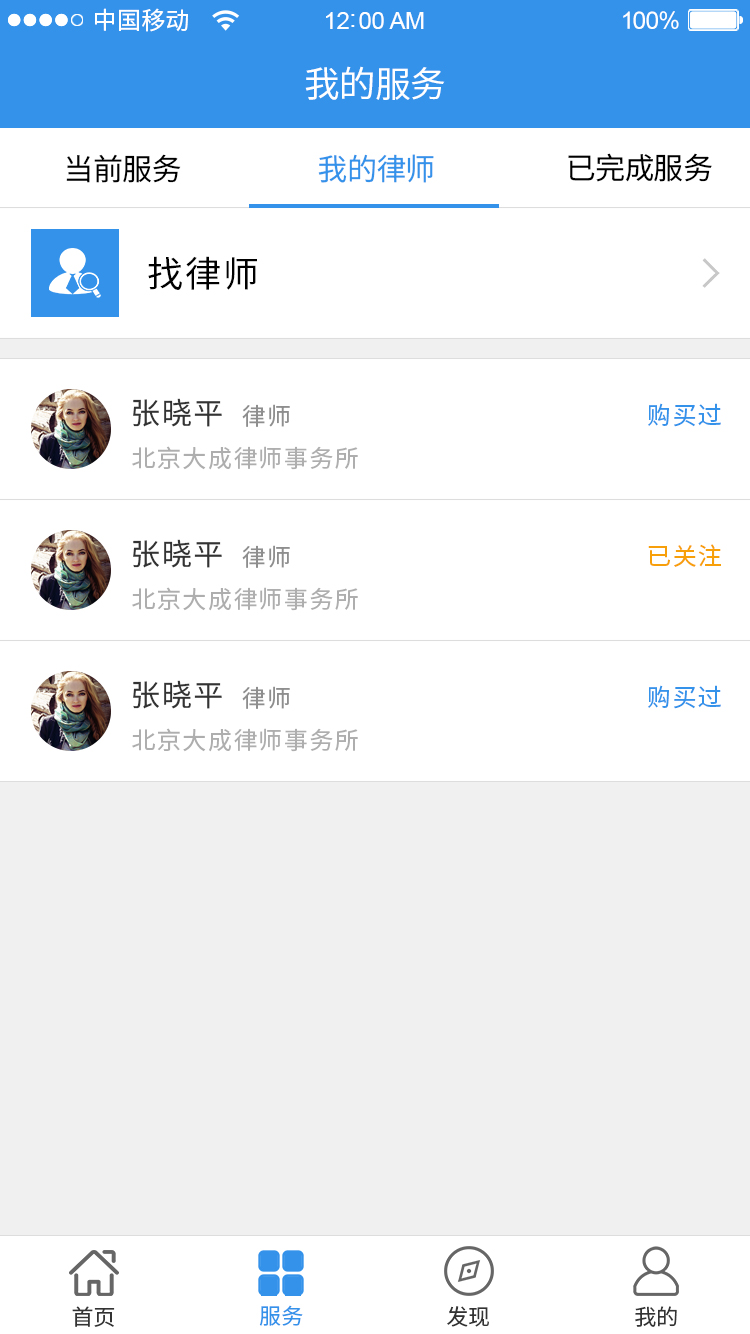 中国移动 12:00 AM 100%
我的服务
当前服务 我的律师 已完成服务
找律师
张晓平 律师 购买过
北京大成律师事务所
张晓平 律师 已关注
北京大成律师事务所
张晓平 律师 购买过
北京大成律师事务所
首页 服务 发现 我的